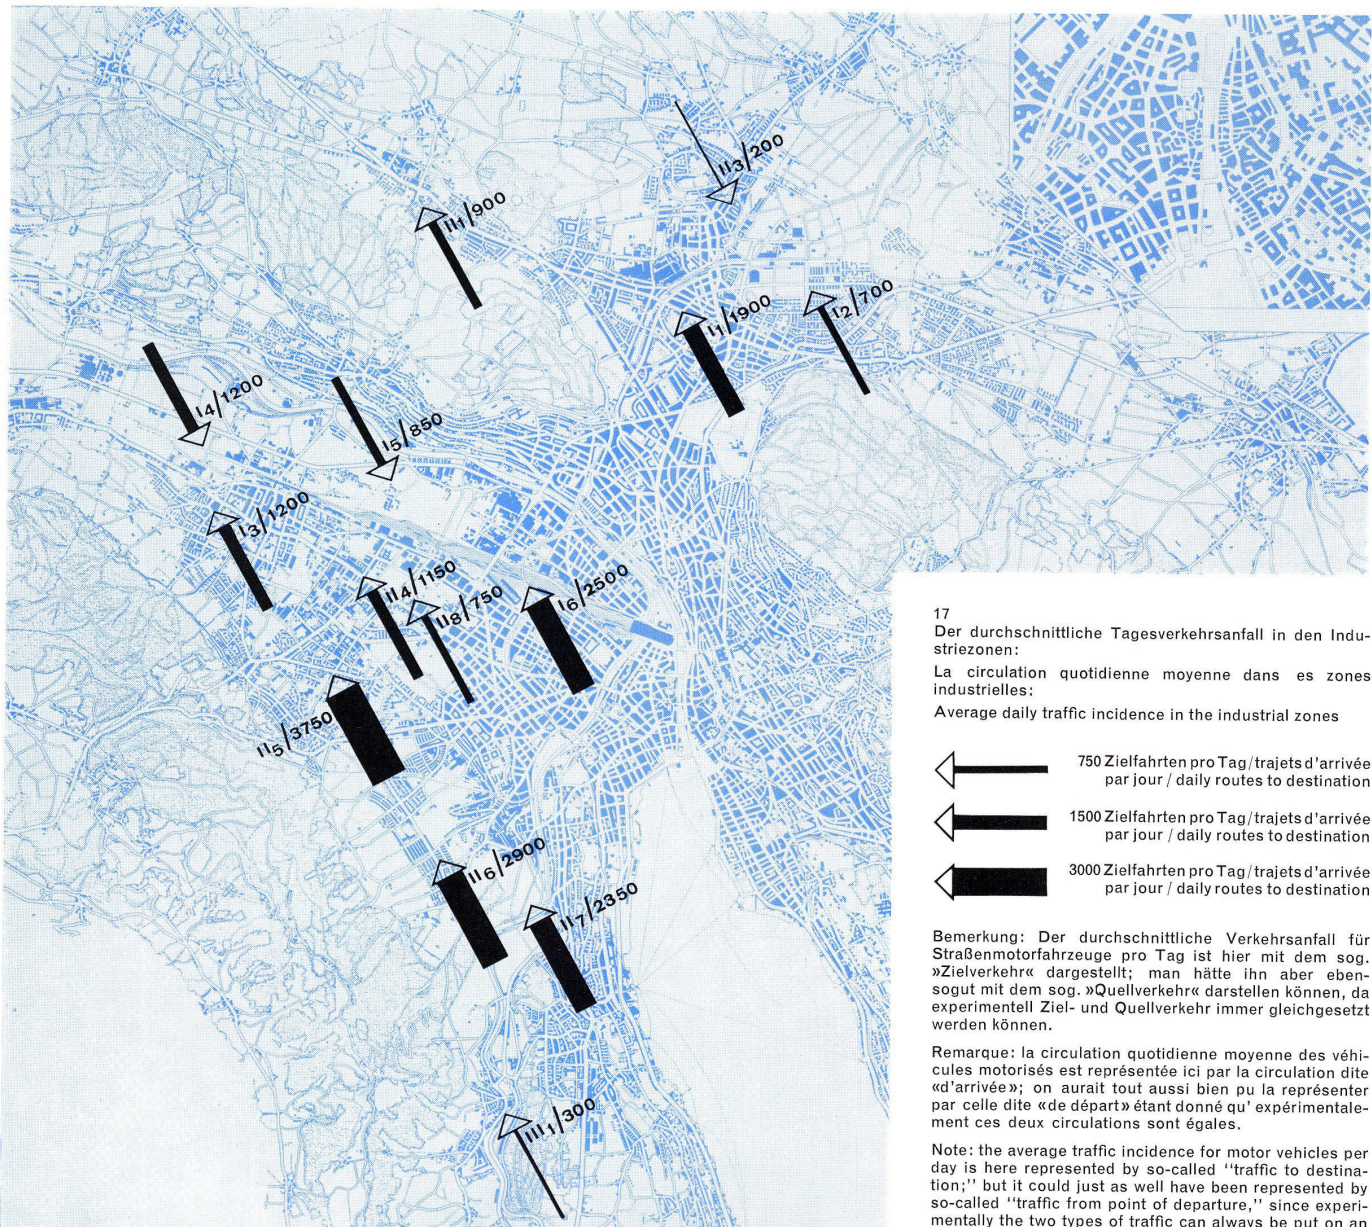 II3/200
II1/900
I2/700
I1/1900
I4/1200
I5/850
I3/1200
II4/1150
I6/2500
II8/750
II5/3750
II6/2900
II7/2350
III1/300
17
Der durchschnittliche Tagesverkehrsanfall in den Indu-
striezonen:
La circulation quotidienne moyenne dans es zones
industrielles:
Average daily traffic incidence in the industrial zones
750 Zielfahrten pro Tag/trajets d'arrivée
par jour / daily routes to destination
1500 Zielfahrten pro Tag/trajets d'arrivée
par jour / daily routes to destination
3000 Zielfahrten pro Tag/trajets d'arrivée
par jour / daily routes to destination
Bemerkung: Der durchschnittliche Verkehrsanfall für
Straßenmotorfahrzeuge pro Tag ist hier mit dem sog.
»Zielverkehr« dargestellt; man hätte ihn aber eben-
sogut mit dem sog. »Quellverkehr« darstellen können, da
experimentell Ziel- und Quellverkehr immer gleichgesetzt
werden können.
Remarque: la circulation quotidienne moyenne des véhi-
cules motorisés est représentée ici par la circulation dite
«d'arrivée»; on aurait tout aussi bien pu la représenter
par celle dite «de départ» étant donné qu' expérimentale-
ment ces deux circulations sont égales.
Note: the average traffic incidence for motor vehicles per
day is here represented by so-called "traffic to destina-
tion;" but it could just as well have been represented by
so-called "traffic from point of departure," since experi-
mentally the two types of traffic can always be put on an